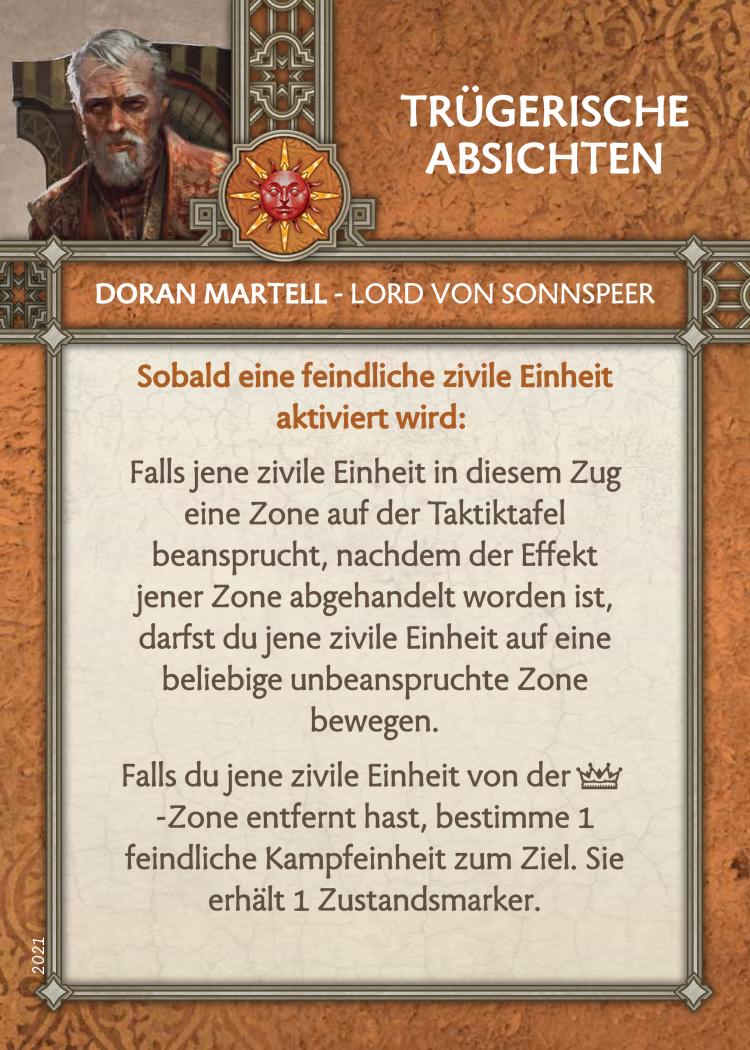 TRÜGERISCHE
ABSICHTEN
DORAN MARTELL - LORD VON SONNSPEER
Sobald eine feindliche zivile Einheit
aktiviert wird:
Falls jene zivile Einheit in diesem Zug
eine Zone auf der Taktiktafel
beansprucht, nachdem der Effekt
jener Zone abgehandelt worden ist,
darfst du jene zivile Einheit auf eine
beliebige unbeanspruchte Zone
bewegen.
Falls du jene zivile Einheit von der
-Zone entfernt hast, bestimme 1
feindliche Kampfeinheit zum Ziel. Sie
erhält 1 Zustandsmarker.
2021